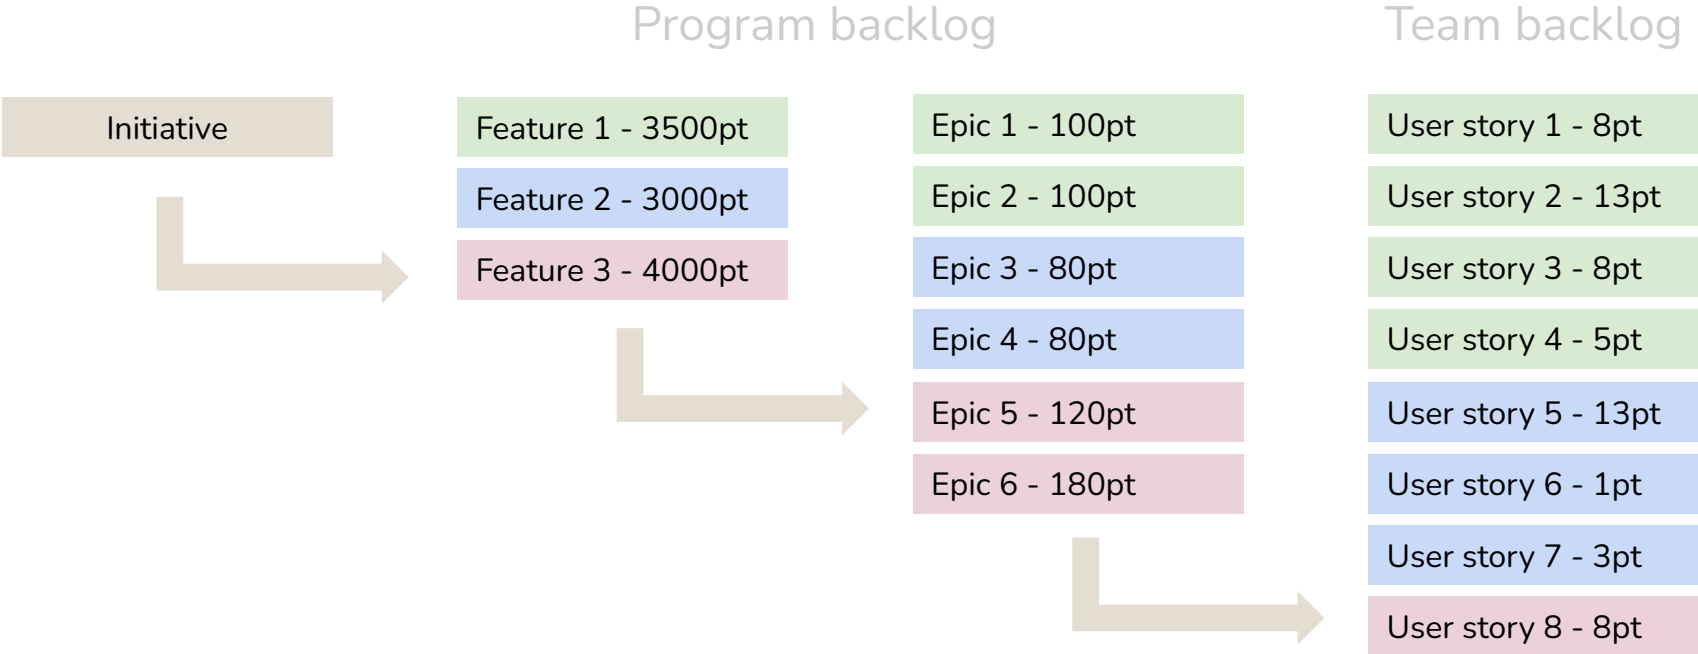 Program backlog
Team backlog
Initiative
Feature 1 - 3500pt
Feature 2 - 3000pt
Feature 3 - 4000pt
Epic 1 - 100pt
Epic 2 - 100pt
Epic 3 - 80pt
Epic 4 - 80pt
Epic 5 - 120pt
Epic 6 - 180pt
User story 1 - 8pt
User story 2 - 13pt
User story 3 - 8pt
User story 4 - 5pt
User story 5 - 13pt
User story 6 - 1pt
User story 7 - 3pt
User story 8 - 8pt